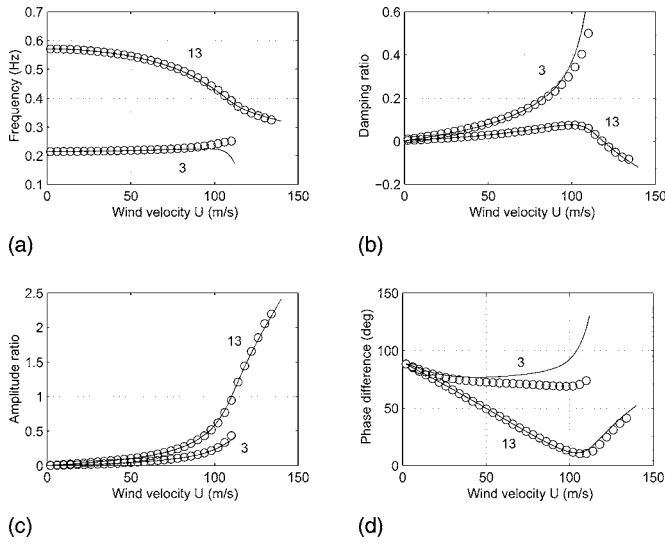 0.7
0.6
0.5
0.4
0.3
0.2
0.1
0 50 100 150
Frequency (Hz)
Wind velocity U (m/s)
13
3
(a)
0.6
0.4
0.2
0
−0.2
0 50 100 150
Damping ratio
Wind velocity U (m/s)
3
13
(b)
2.5
2
1.5
1
0.5
0
0 50 100 150
Amplitude ratio
Wind velocity U (m/s)
13
3
(c)
150
100
50
0
0 50 100 150
Phase difference (deg)
Wind velocity U (m/s)
3
13
(d)